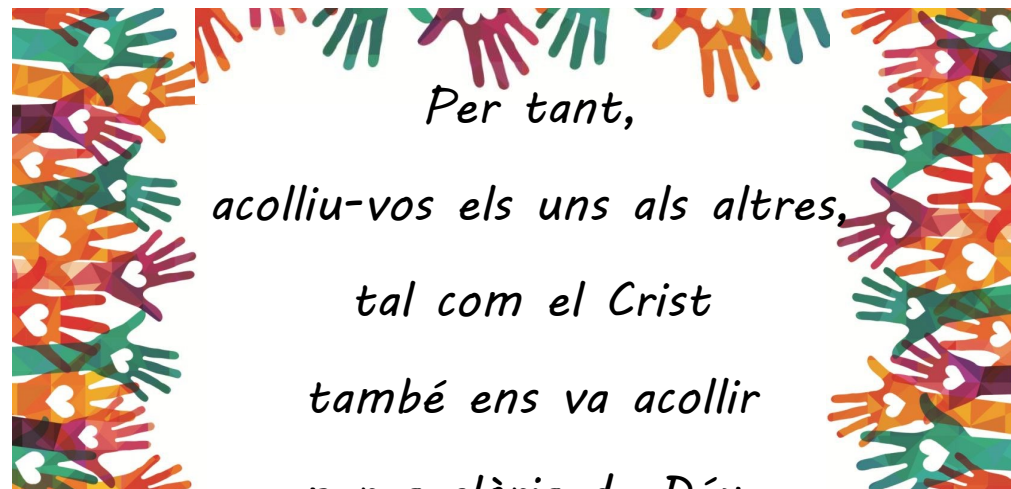 Per tant,
acolliu-vos els uns als altres,
tal com el Crist
també ens va acollir